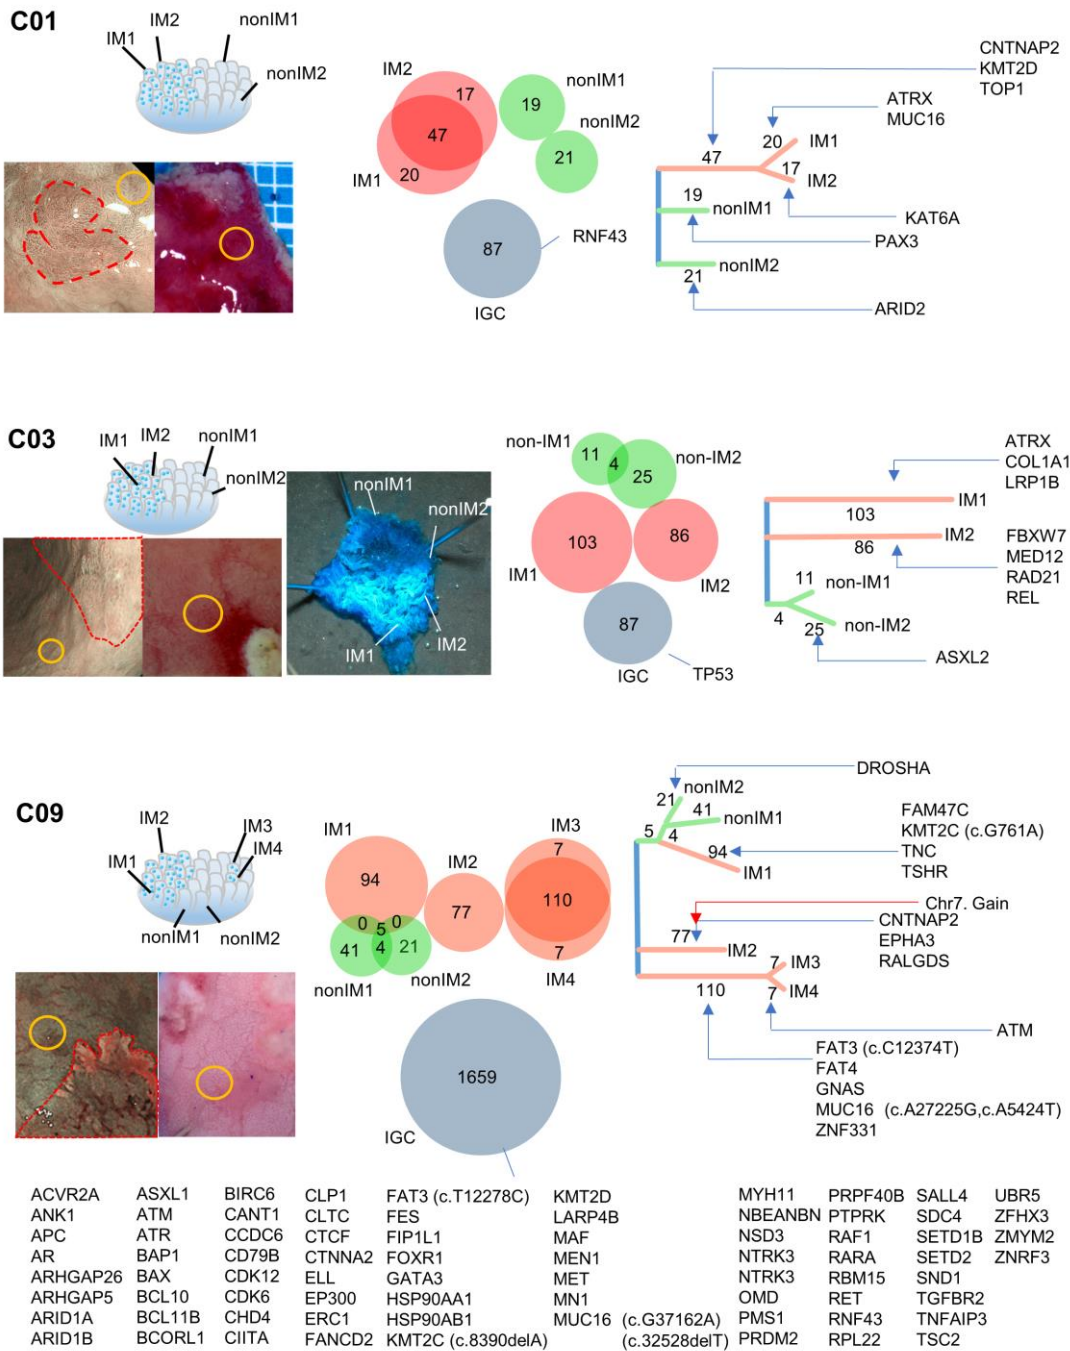 C01
IM1
IM2
nonIM1
nonIM2
IM2
17
47
20
IM1
nonIM1
19
nonIM2
21
87
RNF43
IGC
CNTNAP2
KMT2D
TOP1
ATRX
MUC16
20
IM1
47
17
IM2
19
nonIM1
KAT6A
PAX3
nonIM2
21
ARID2
C03
IM1
IM2
nonIM1
nonIM2
nonIM1
nonIM2
IM1
IM2
non-IM1
11
4
25
non-IM2
103
86
IM1
IM2
87
IGC
TP53
ATRX
COL1A1
LRP1B
IM1
103
IM2
86
FBXW7
MED12
RAD21
REL
11
non-IM1
4
25
non-IM2
ASXL2
C09
IM2
IM1
IM3
IM4
nonIM1
nonIM2
IM1
94
0
5
0
41
4
21
nonIM1
nonIM2
IM2
77
IM3
7
110
7
IM4
1659
IGC
DROSHA
nonIM2
21
41
nonIM1
5
4
94
IM1
FAM47C
KMT2C (c.G761A)
TNC
TSHR
Chr7. Gain
CNTNAP2
EPHA3
RALGDS
77
IM2
7
IM3
110
7
IM4
ATM
FAT3 (c.C12374T)
FAT4
GNAS
MUC16 (c.A27225G,c.A5424T)
ZNF331
ACVR2A ASXL1 BIRC6 CLP1 FAT3 (c.T12278C) KMT2D MYH11 PRPF40B SALL4 UBR5
ANK1 ATM CANT1 CLTC FES LARP4B NBEANBN PTPRK SDC4 ZFHX3
APC ATR CCDC6 CTCF FIP1L1 MAF NSD3 RAF1 SETD1B ZMYM2
AR BAP1 CD79B CTNNA2 FOXR1 MEN1 NTRK3 RARA SETD2 ZNRF3
ARHGAP26 BAX CDK12 ELL GATA3 MET NTRK3 RBM15 SND1
ARHGAP5 BCL10 CDK6 EP300 HSP90AA1 MN1 OMD RET TGFBR2
ARID1A BCL11B CHD4 ERC1 HSP90AB1 MUC16 (c.G37162A) PMS1 RNF43 TNFAIP3
ARID1B BCORL1 CIITA FANCD2 KMT2C (c.8390delA) (c.32528delT) PRDM2 RPL22 TSC2